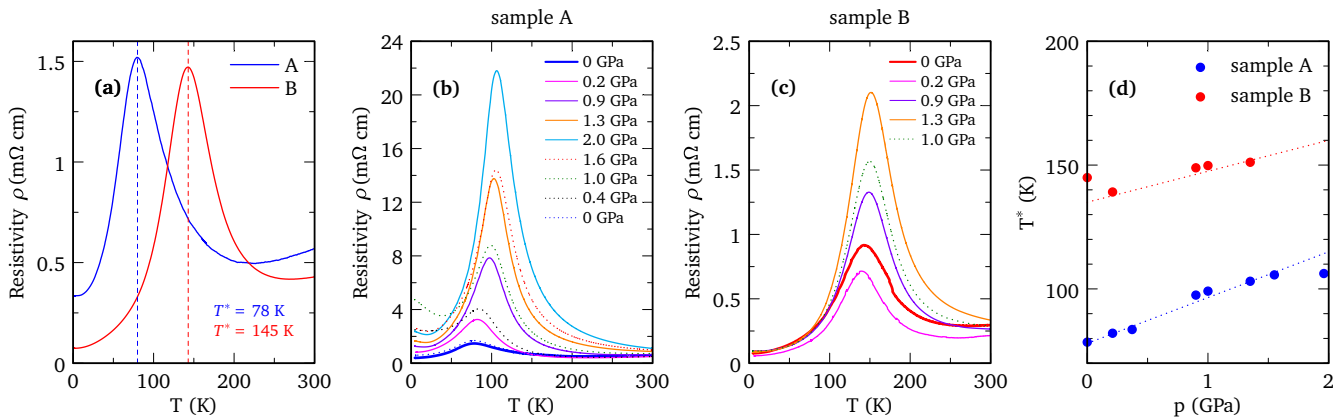 sample A
sample B
Resistivity ρ (mΩ cm)
1.5
1
0.5
0
(a)
A
B
T* = 78 K
T* = 145 K
0
100
200
300
T (K)
Resistivity ρ (mΩ cm)
24
20
16
12
8
4
0
(b)
0 GPa
0.2 GPa
0.9 GPa
1.3 GPa
2.0 GPa
1.6 GPa
1.0 GPa
0.4 GPa
0 GPa
0
100
200
300
T (K)
Resistivity ρ (mΩ cm)
2.5
2
1.5
1
0.5
0
(c)
0 GPa
0.2 GPa
0.9 GPa
1.3 GPa
1.0 GPa
0
100
200
300
T (K)
T* (K)
200
150
100
sample A
sample B
(d)
0
1
2
p (GPa)